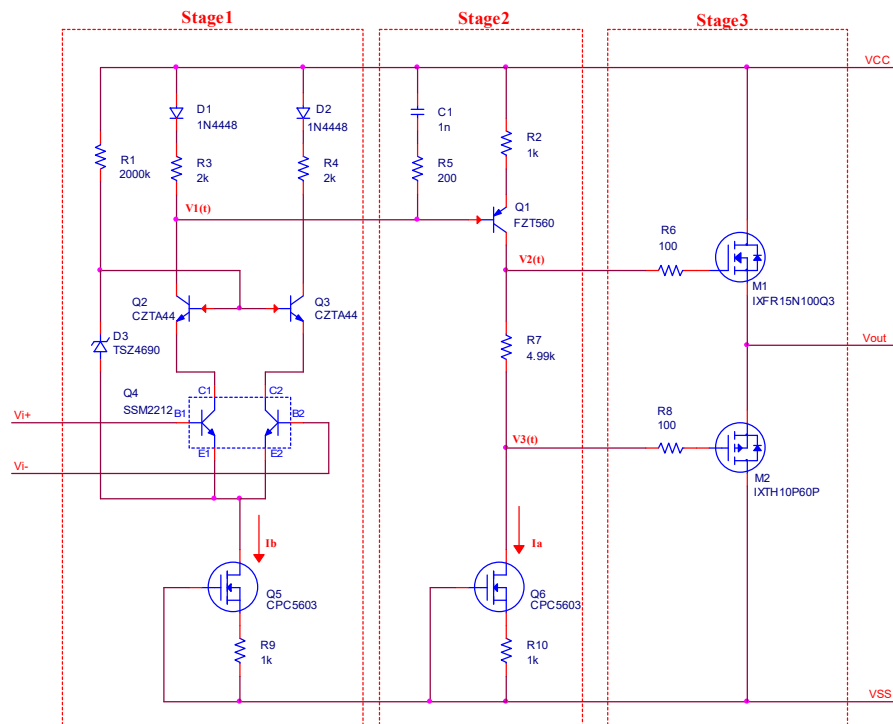 Stage1
Stage2
Stage3
VCC
D1
1N4448
D2
1N4448
C1
1n
R1
2000k
R3
2k
R4
2k
R5
200
R2
1k
V1(t)
Q1
FZT560
R6
100
V2(t)
M1
IXFR15N100Q3
Q2
CZTA44
Q3
CZTA44
D3
TSZ4690
R7
4.99k
Vout
Q4
SSM2212
C1
C2
B1
B2
E1
E2
Vi+
Vi-
R8
100
V3(t)
M2
IXTH10P60P
Ib
Ia
Q5
CPC5603
Q6
CPC5603
R9
1k
R10
1k
VSS